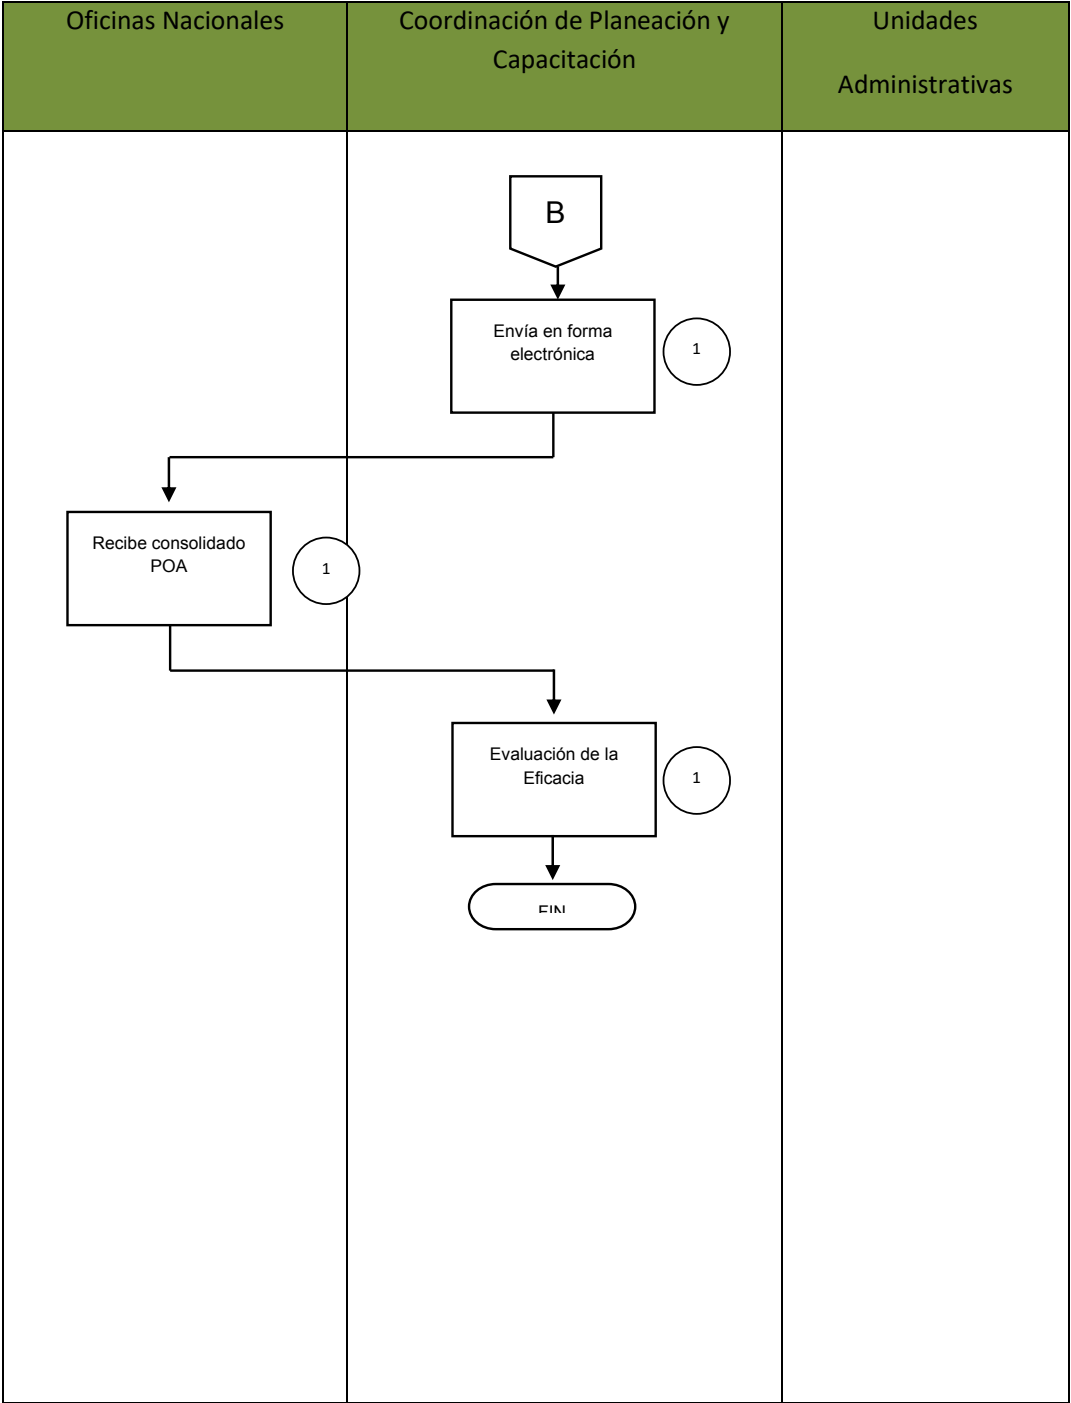 Oficinas Nacionales
Coordinación de Planeación y
Capacitación
Unidades
Administrativas
B
Envía en forma
electrónica
1
Recibe consolidado
POA
1
Evaluación de la
Eficacia
1
FIN